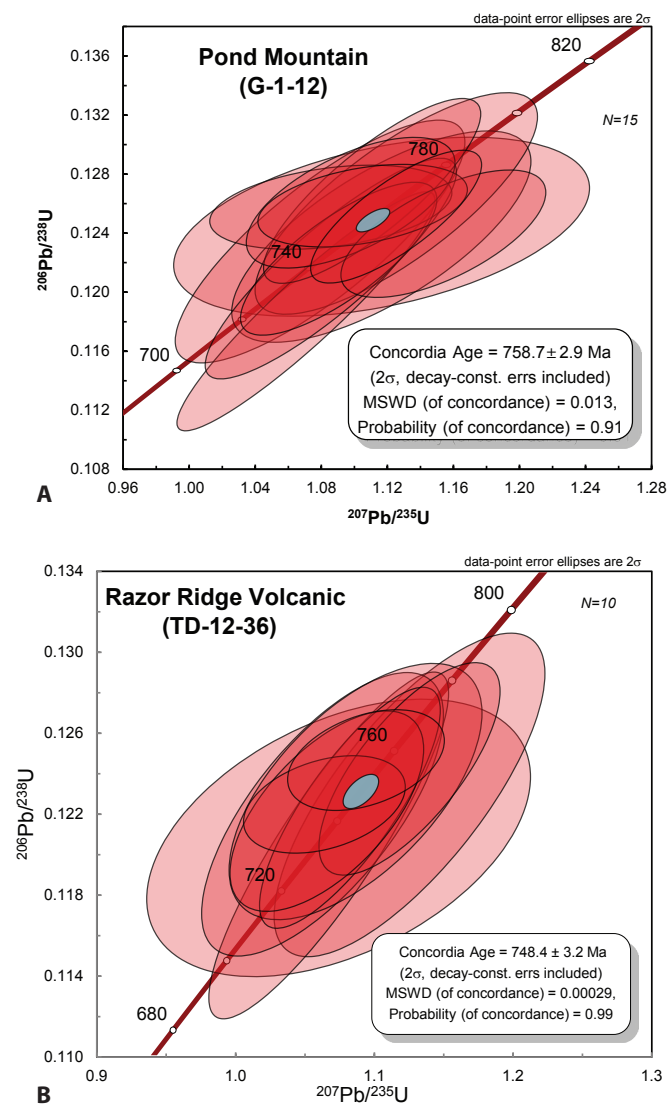 data-point error ellipses are 2σ
0.136
820
Pond Mountain
(G-1-12)
0.132
N=15
780
0.128
206Pb/238U
0.124
740
0.120
0.116
700
Concordia Age = 758.7± 2.9 Ma
(2σ, decay-const. errs included)
MSWD (of concordance) = 0.013,
Probability (of concordance) = 0.91
0.112
0.108
0.96 1.00 1.04 1.08 1.12 1.16 1.20 1.24 1.28
A
207Pb/235U
data-point error ellipses are 2σ
0.134
Razor Ridge Volcanic
(TD-12-36)
800
N=10
0.130
0.126
760
206Pb/238U
0.122
720
0.118
0.114
Concordia Age = 748.4 ± 3.2 Ma
(2σ, decay-const. errs included)
MSWD (of concordance) = 0.00029,
Probability (of concordance) = 0.99
680
0.110
0.9 1.0 1.1 1.2 1.3
B
207Pb/235U